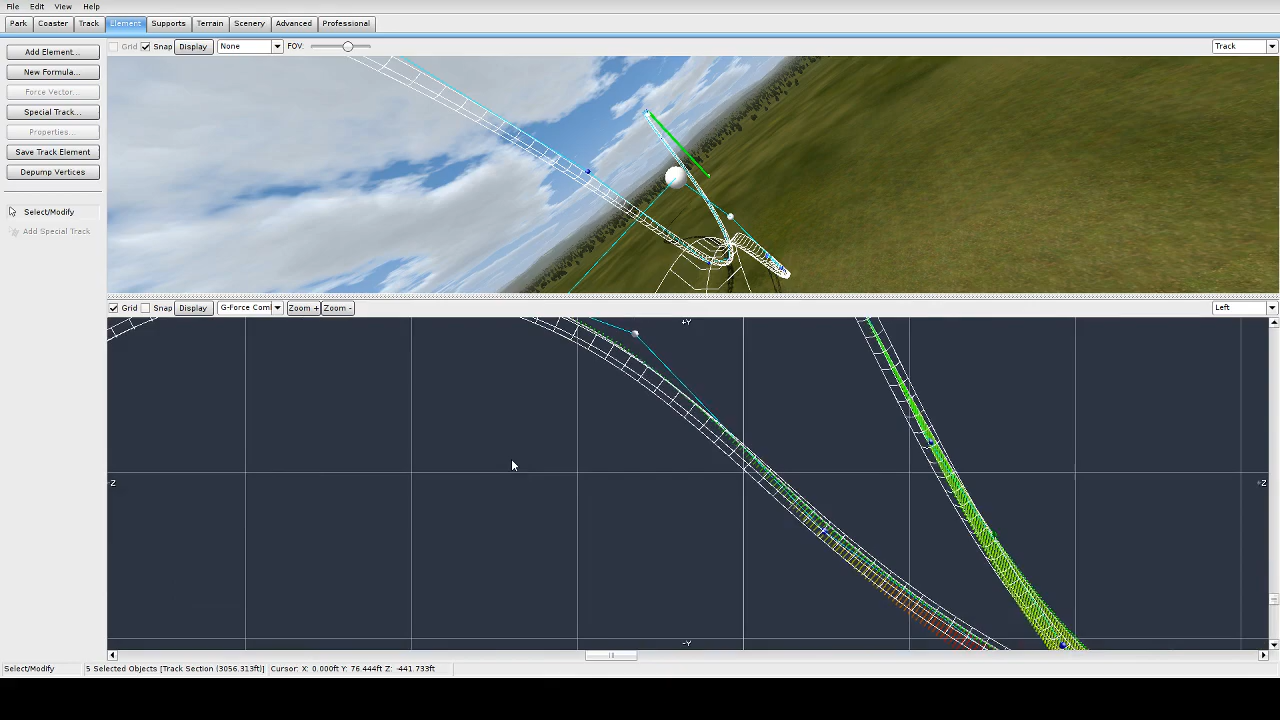 File Edit View Help
Park Coaster Track Element Supports Terrain Scenery Advanced Professional
Add Element...
New Formula...
Force Vector...
Special Track...
Properties...
Save Track Element
Depump Vertices
Select/Modify
Add Special Track
Grid Snap Display None FOV: Track
Grid Snap Display G-Force Com Zoom + Zoom - Left
+Y
-Z +Z
-Y
Select/Modify 5 Selected Objects [Track Section (3056.313ft] Cursor: X: 0.000ft Y: 76.444ft Z: -441.733ft